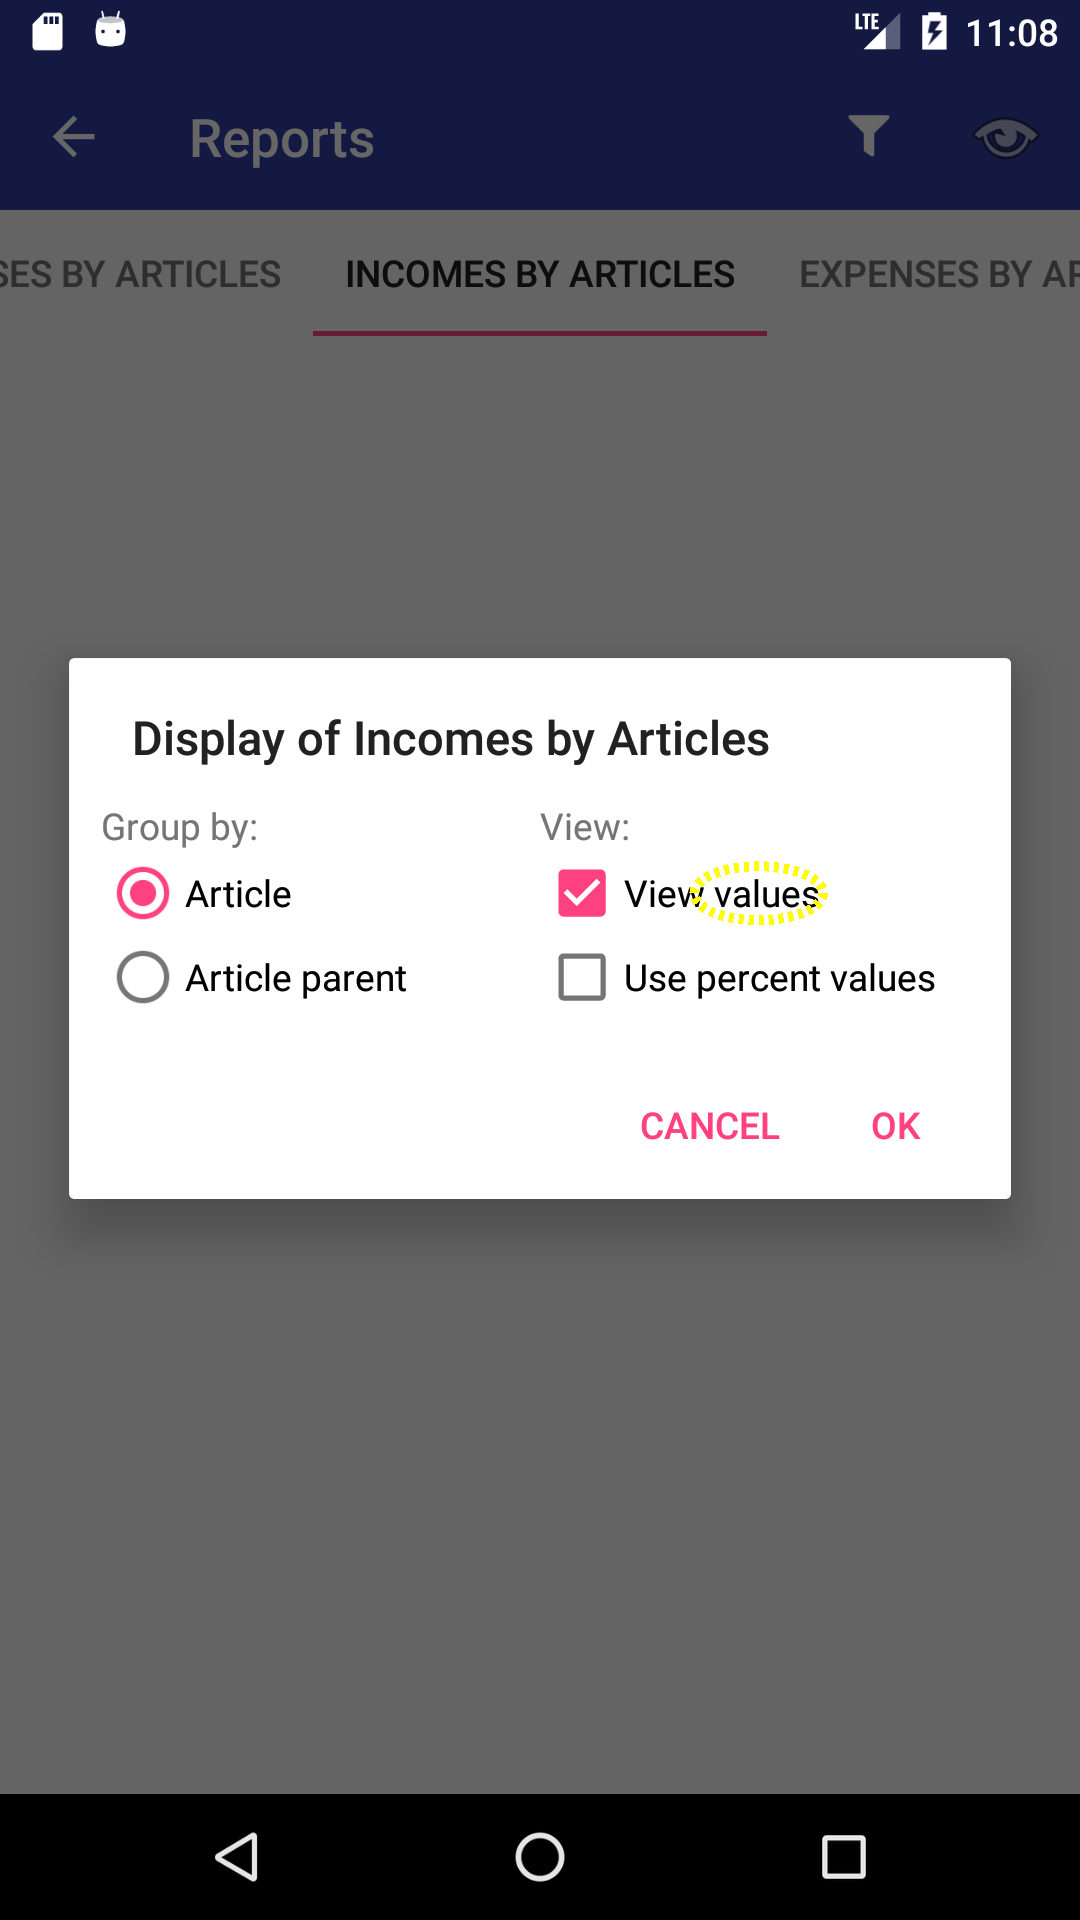 LTE 11:08
Reports
SES BY ARTICLES INCOMES BY ARTICLES EXPENSES BY AR
Display of Incomes by Articles
Group by: View:
Article View values
Article parent Use percent values
CANCEL OK